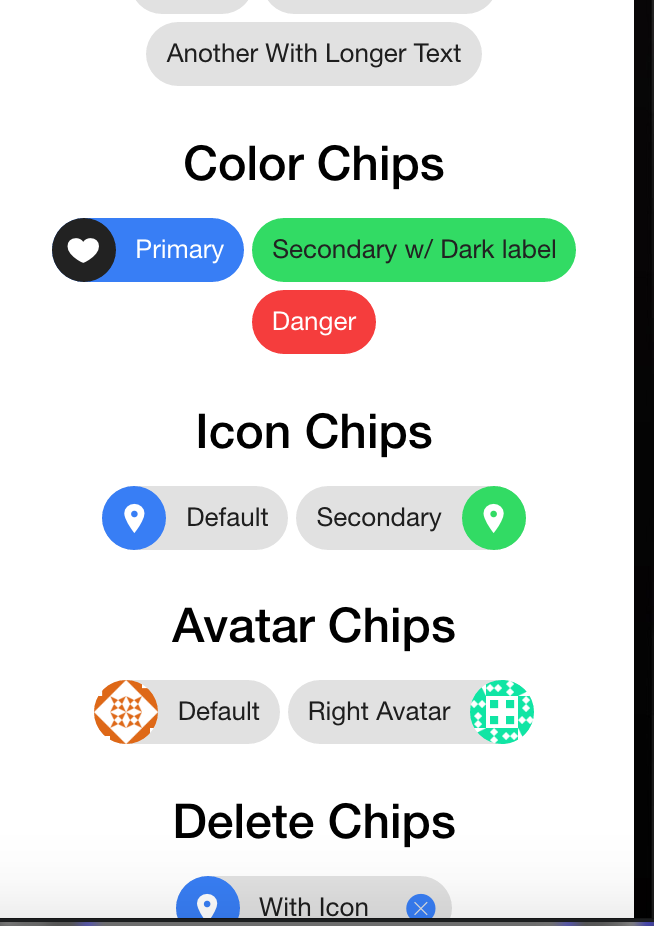 Another With Longer Text
Color Chips
Primary Secondary w/ Dark label
Danger
Icon Chips
Default Secondary
Avatar Chips
Default Right Avatar
Delete Chips
With Icon